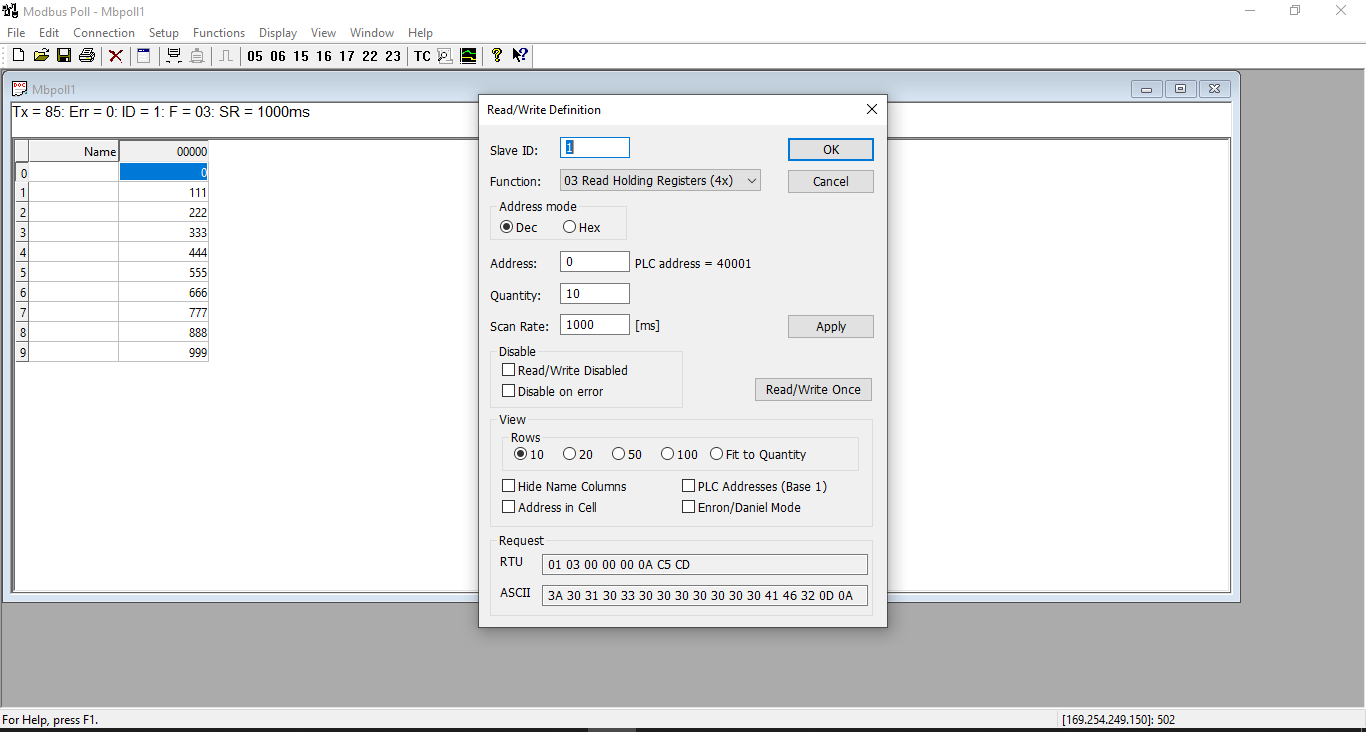 Modbus Poll - Mbpoll1
File Edit Connection Setup Functions Display View Window Help
05 06 15 16 17 22 23 TC
Mbpoll1
Tx = 85: Err = 0: ID = 1: F = 03: SR = 1000ms
Name 00000
0 0
1 111
2 222
3 333
4 444
5 555
6 666
7 777
8 888
9 999
Read/Write Definition
Slave ID: 1
OK
Function: 03 Read Holding Registers (4x)
Cancel
Address mode
Dec Hex
Address: 0 PLC address = 40001
Quantity: 10
Scan Rate: 1000 [ms]
Apply
Disable
Read/Write Disabled
Disable on error
Read/Write Once
View
Rows
10 20 50 100 Fit to Quantity
Hide Name Columns PLC Addresses (Base 1)
Address in Cell Enron/Daniel Mode
Request
RTU 01 03 00 00 00 0A C5 CD
ASCII 3A 30 31 30 33 30 30 30 30 30 30 30 41 46 32 0D 0A
For Help, press F1.
[169.254.249.150]: 502